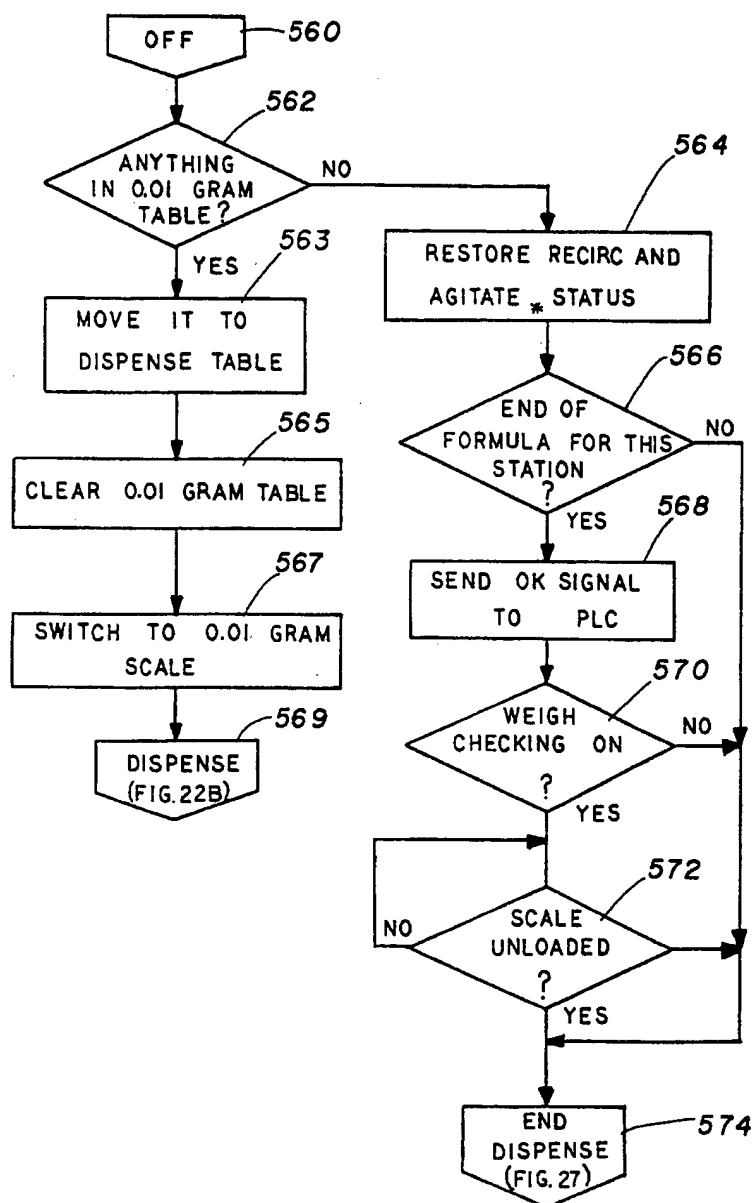 OFF
560
562
ANYTHING
IN 0.01 GRAM
TABLE?
NO
YES
563
MOVE IT TO
DISPENSE TABLE
565
CLEAR 0.01 GRAM TABLE
567
SWITCH TO 0.01 GRAM
SCALE
569
DISPENSE
(FIG.22B)
564
RESTORE RECIRC AND
AGITATE * STATUS
566
END OF
FORMULA FOR THIS
STATION
?
NO
YES
568
SEND OK SIGNAL
TO PLC
570
WEIGH
CHECKING ON
?
NO
YES
572
SCALE
UNLOADED
?
NO
YES
END
DISPENSE
(FIG.27)
574